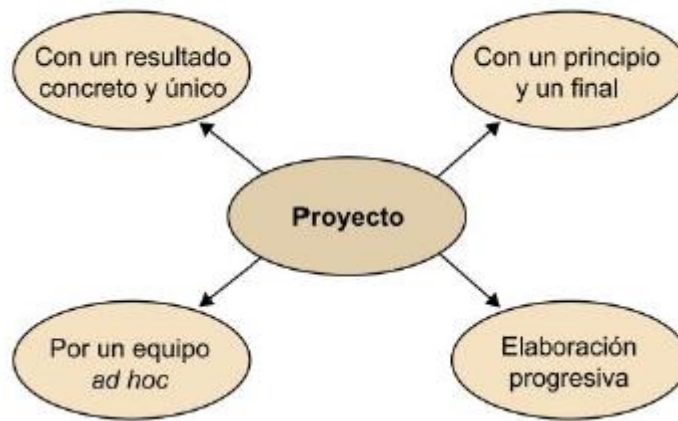 Con un resultado
concreto y único
Con un principio
y un final
Proyecto
Por un equipo
ad hoc
Elaboración
progresiva